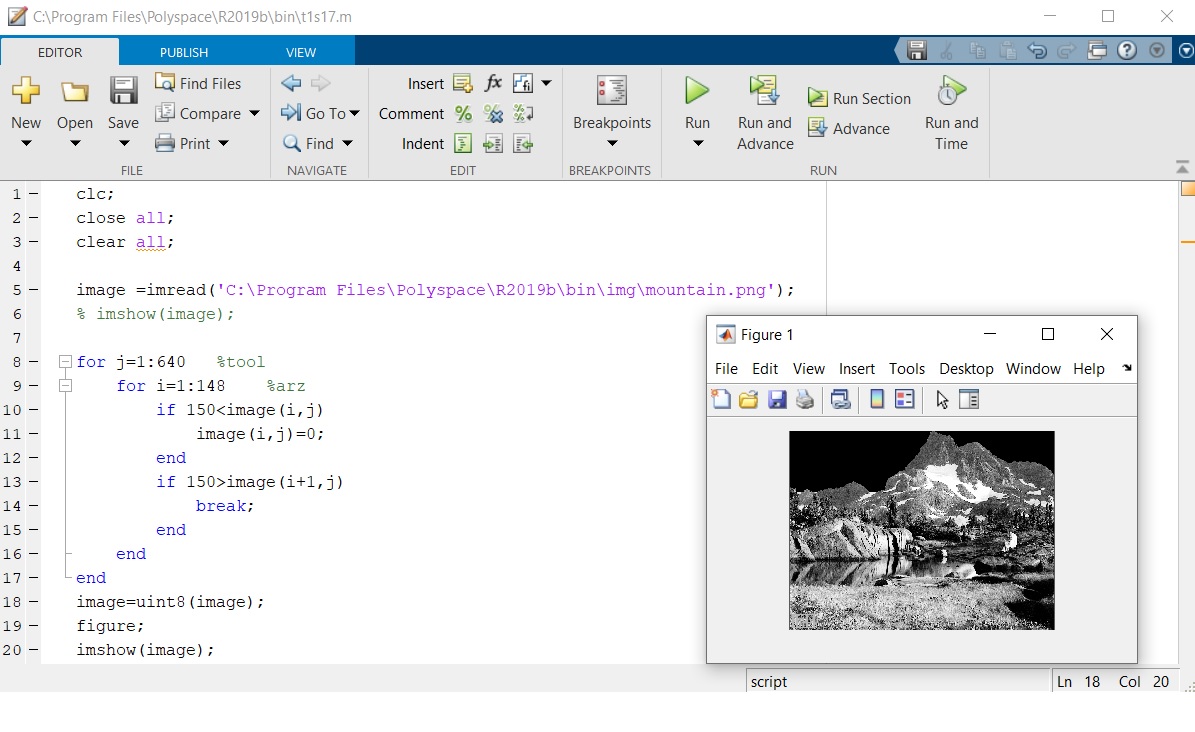 C:\Program Files\Polyspace\R2019b\bin\t1s17.m
EDITOR PUBLISH VIEW
New
Open
Save
Find Files
Compare
Print
FILE
Go To
Find
NAVIGATE
Insert
Comment
Indent
EDIT
Breakpoints
BREAKPOINTS
Run
Run and
Advance
Run Section
Advance
Run and
Time
RUN
1 clc;
2 close all;
3 clear all;
4
5 image =imread('C:\Program Files\Polyspace\R2019b\bin\img\mountain.png');
6 % imshow(image);
7
8 for j=1:640   %tool
9     for i=1:148    %arz
10         if 150<image(i,j)
11             image(i,j)=0;
12         end
13         if 150>image(i+1,j)
14             break;
15         end
16     end
17 end
18 image=uint8(image);
19 figure;
20 imshow(image);
Figure 1
File Edit View Insert Tools Desktop Window Help
script
Ln 18 Col 20